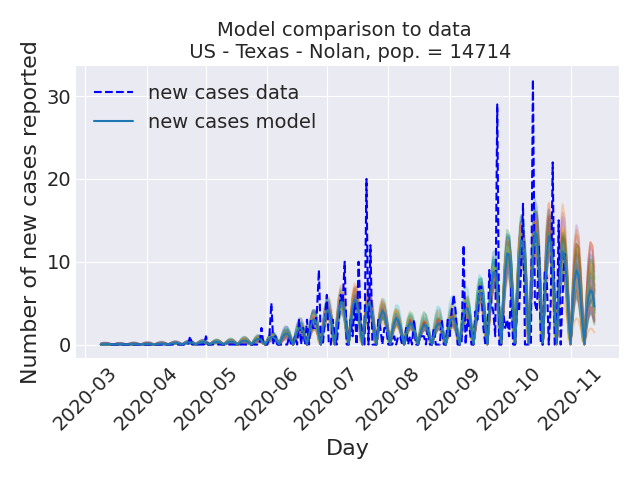 Model comparison to data
US - Texas - Nolan, pop. = 14714
Number of new cases reported
30
20
10
0
new cases data
new cases model
2020-03
2020-04
2020-05
2020-06
2020-07
2020-08
2020-09
2020-10
2020-11
Day